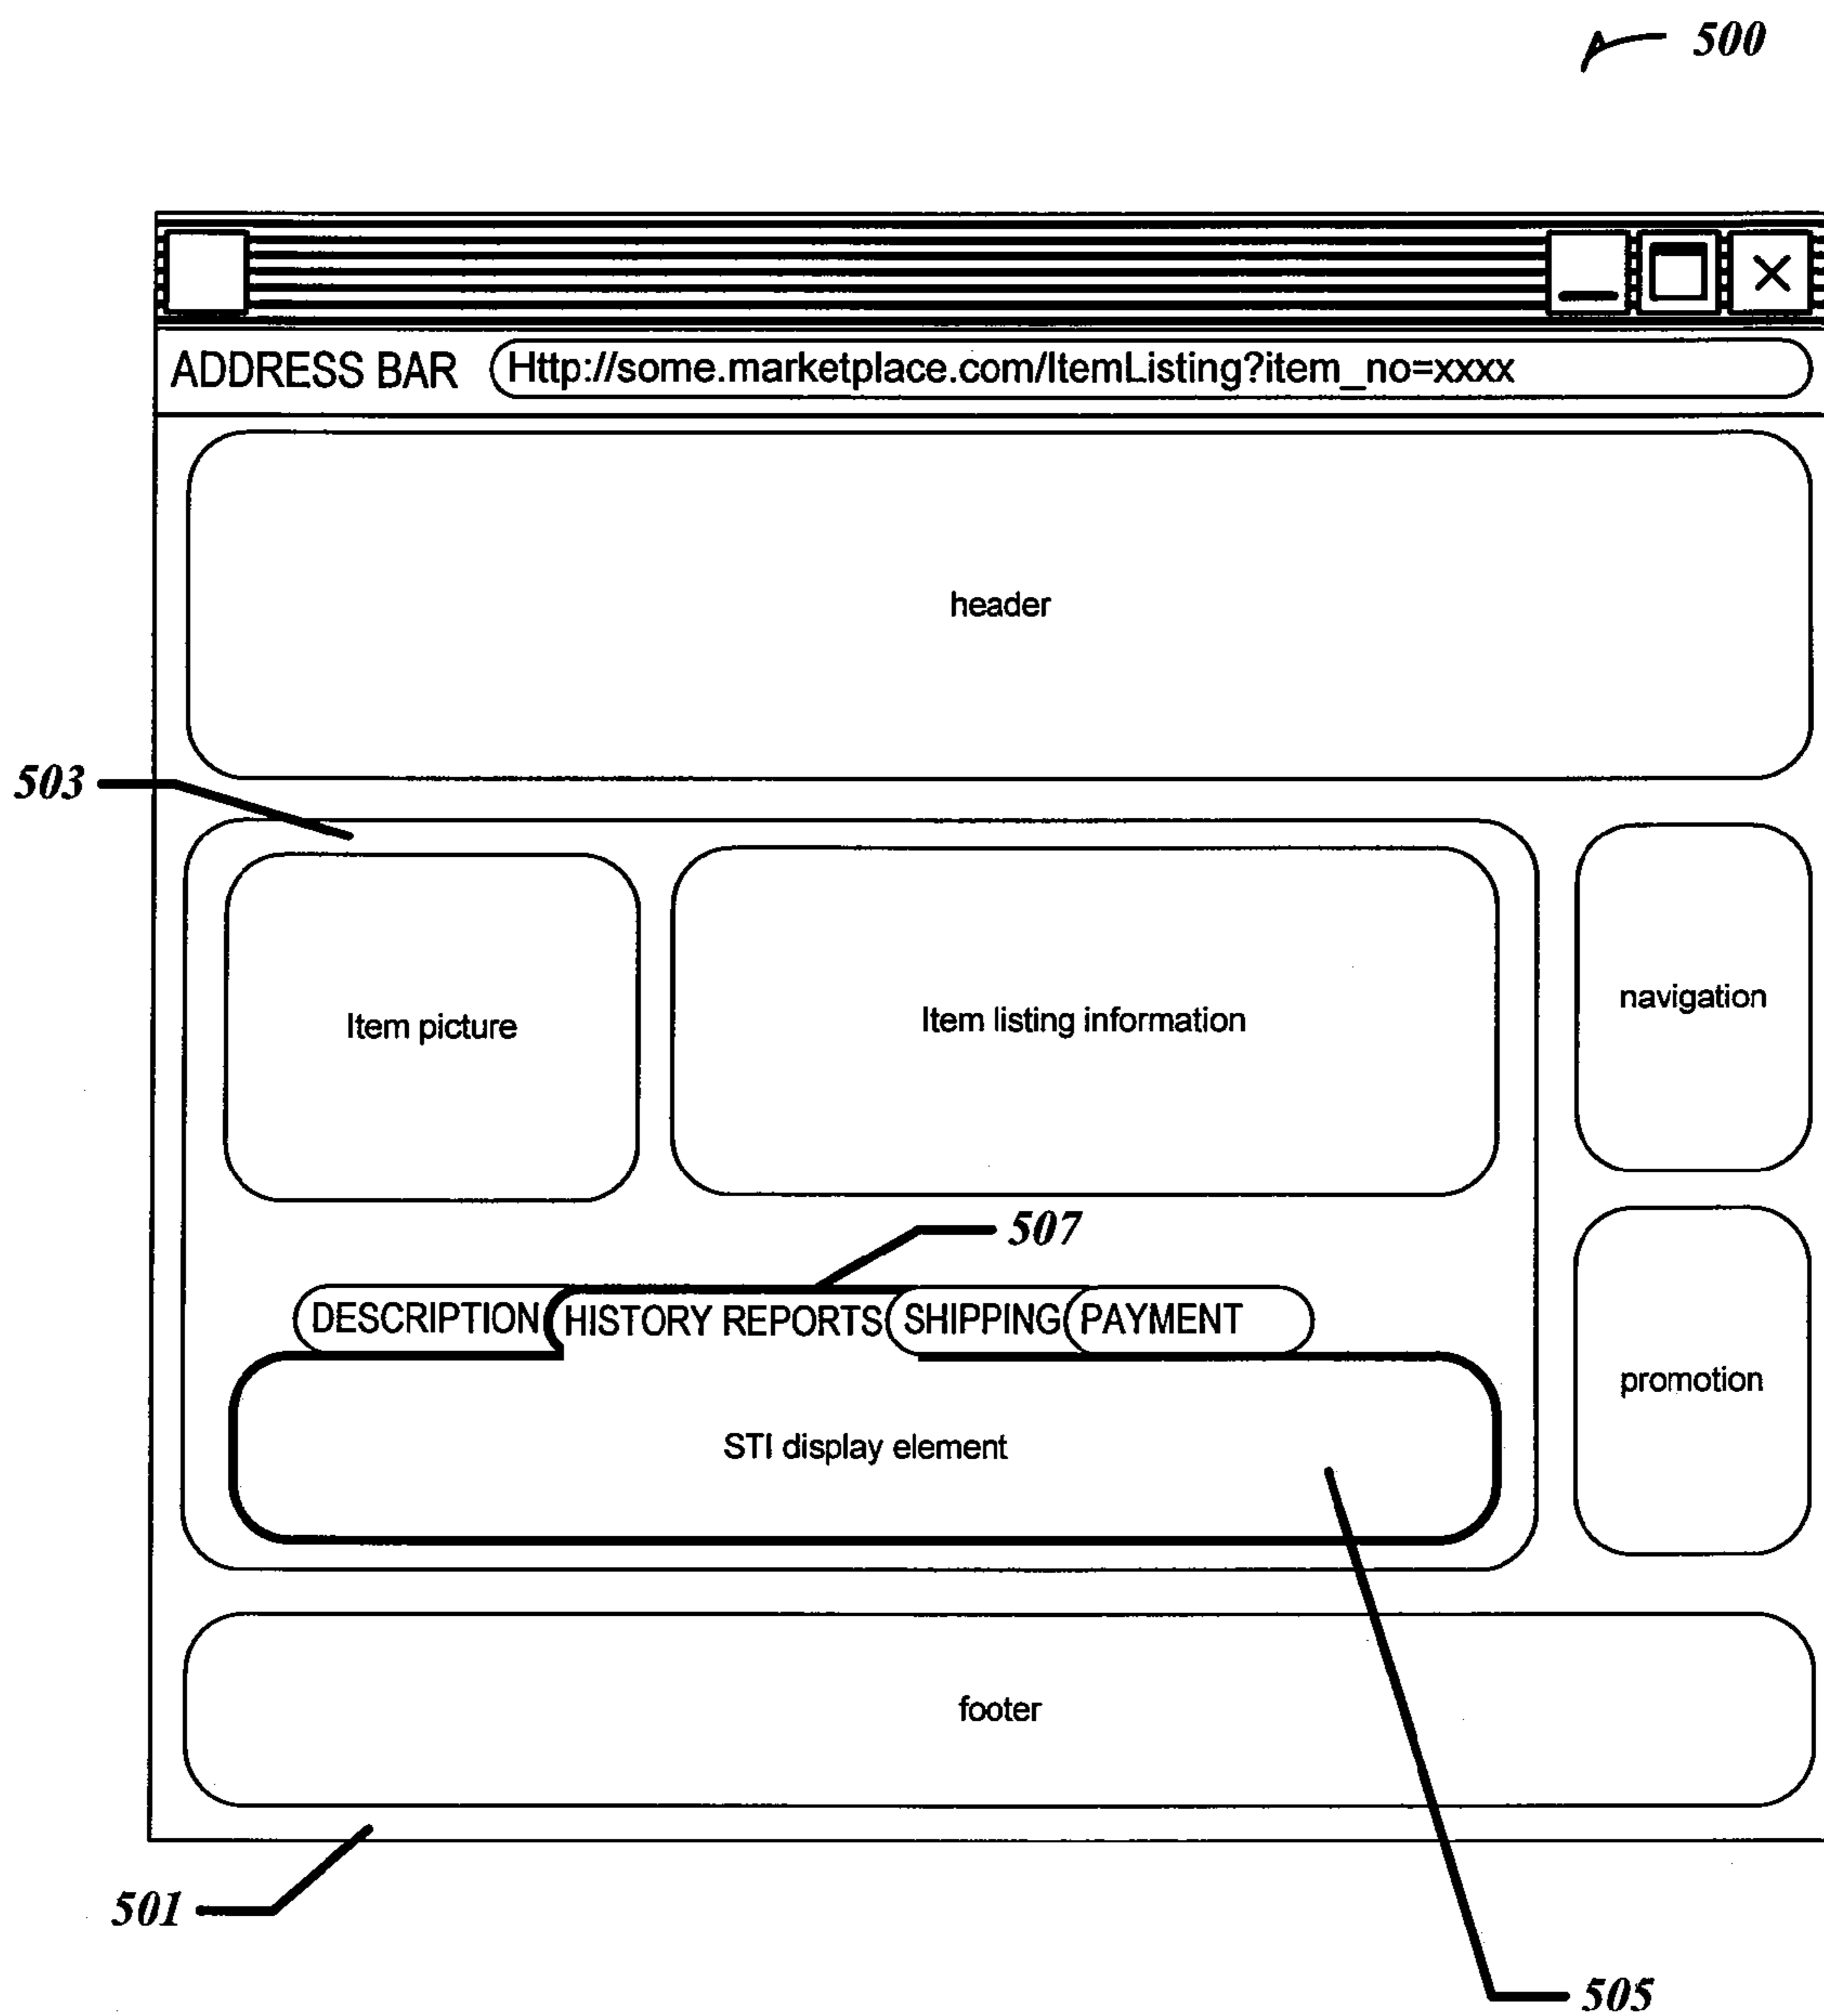 500
ADDRESS BAR Http://some.marketplace.com/ItemListing?item_no=xxxx
header
503
Item picture
Item listing information
navigation
507
DESCRIPTION HISTORY REPORTS SHIPPING PAYMENT
promotion
STI display element
footer
501
505